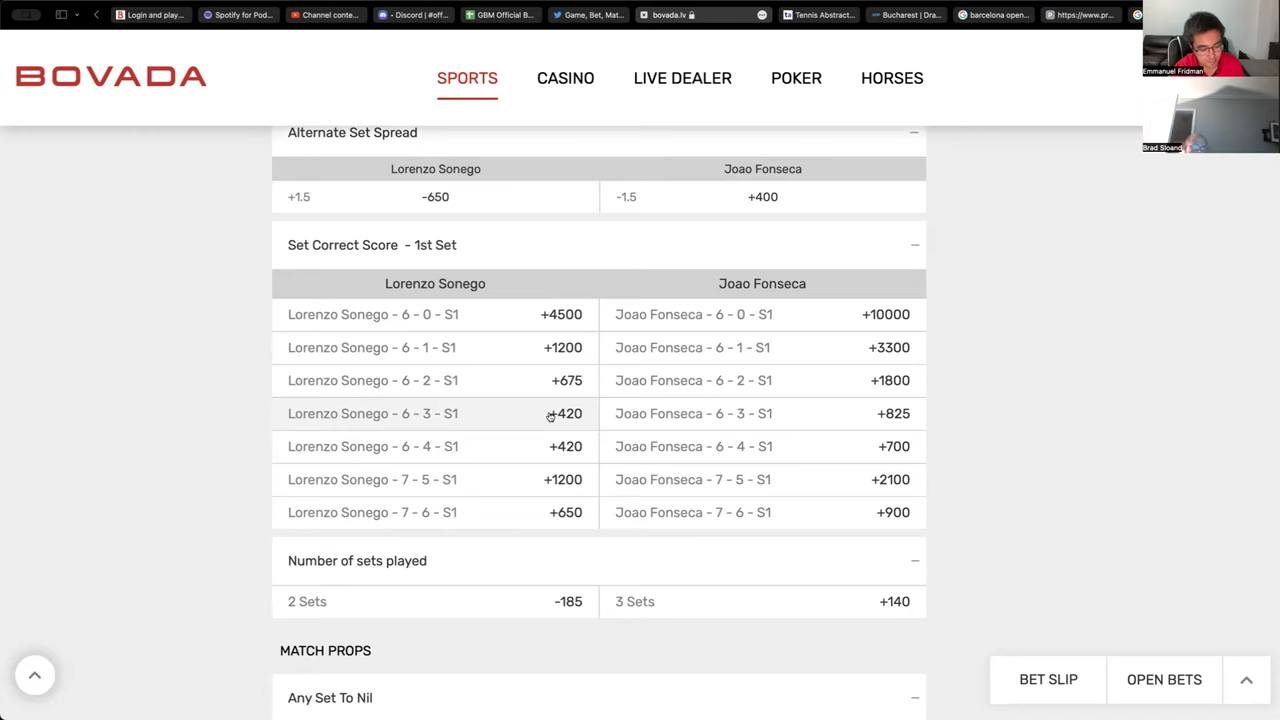 Login and play...
Spotify for Pod...
Channel conte...
• Discord | #off...
GBM Official B...
Game, Bet, Mat...
bovada.lv
Tennis Abstract...
Bucharest | Dra...
barcelona open...
https://www.pr...
BOVADA
SPORTS
CASINO
LIVE DEALER
POKER
HORSES
Emmanuel Fridman
Brad Sloand
Alternate Set Spread
Lorenzo Sonego Joao Fonseca
+1.5 -650 -1.5 +400
Set Correct Score - 1st Set
Lorenzo Sonego Joao Fonseca
Lorenzo Sonego - 6 - 0 - S1 +4500 Joao Fonseca - 6 - 0 - S1 +10000
Lorenzo Sonego - 6 - 1 - S1 +1200 Joao Fonseca - 6 - 1 - S1 +3300
Lorenzo Sonego - 6 - 2 - S1 +675 Joao Fonseca - 6 - 2 - S1 +1800
Lorenzo Sonego - 6 - 3 - S1 +420 Joao Fonseca - 6 - 3 - S1 +825
Lorenzo Sonego - 6 - 4 - S1 +420 Joao Fonseca - 6 - 4 - S1 +700
Lorenzo Sonego - 7 - 5 - S1 +1200 Joao Fonseca - 7 - 5 - S1 +2100
Lorenzo Sonego - 7 - 6 - S1 +650 Joao Fonseca - 7 - 6 - S1 +900
Number of sets played
2 Sets -185 3 Sets +140
MATCH PROPS
Any Set To Nil
BET SLIP
OPEN BETS